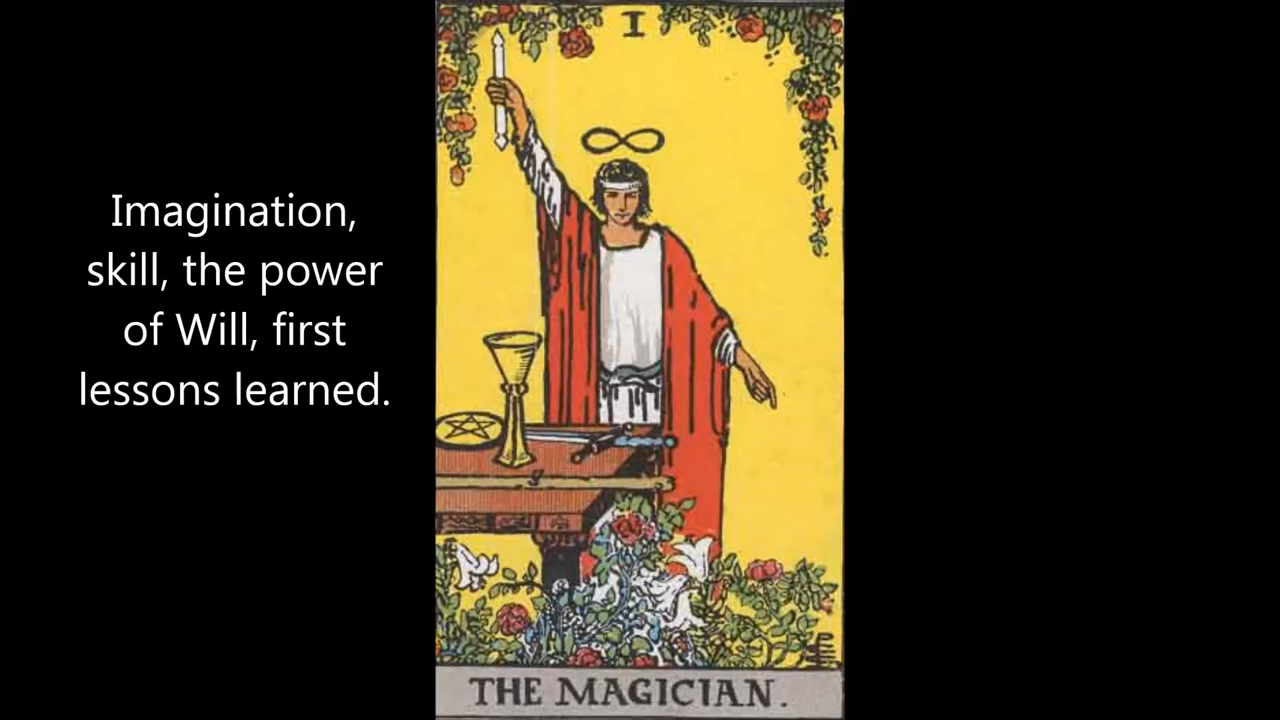 I
Imagination,
skill, the power
of Will, first
lessons learned.
THE MAGICIAN.